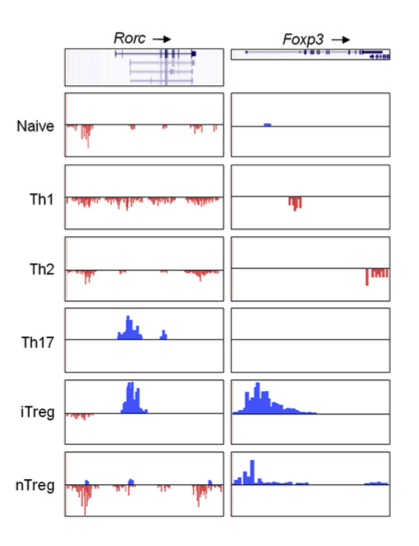 Rorc → Foxp3 →
Naive
Th1
Th2
Th17
iTreg
nTreg